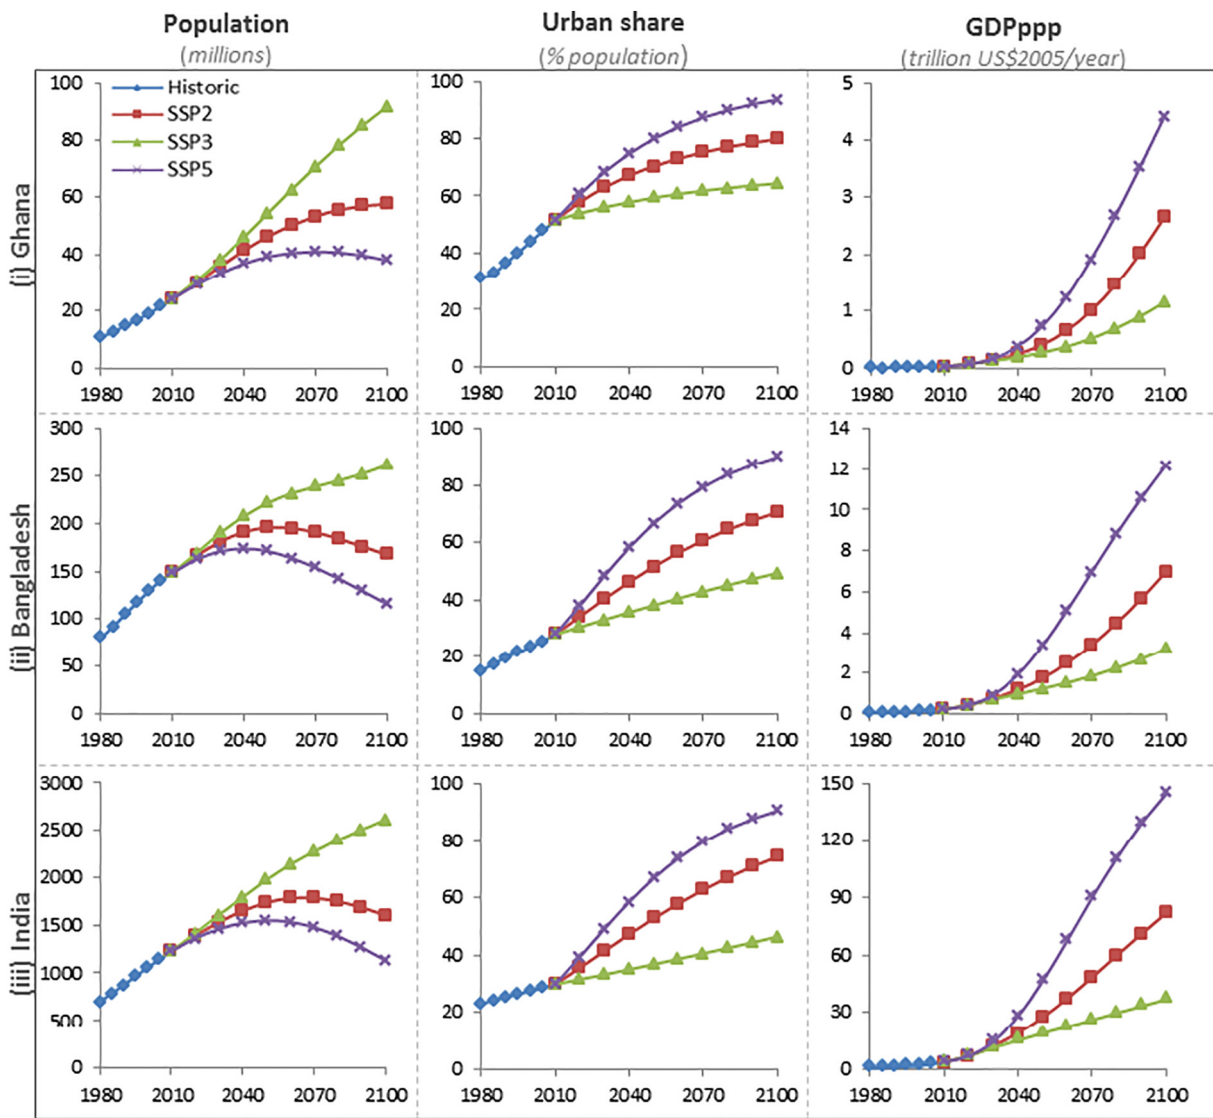 Population
(millions)
Urban share
(% population)
GDPppp
(trillion US$2005/year)
(i) Ghana
Historic
SSP2
SSP3
SSP5
100
80
60
40
20
0
1980 2010 2040 2070 2100
100
80
60
40
20
0
1980 2010 2040 2070 2100
5
4
3
2
1
0
1980 2010 2040 2070 2100
(ii) Bangladesh
300
250
200
150
100
50
0
1980 2010 2040 2070 2100
100
80
60
40
20
0
1980 2010 2040 2070 2100
14
12
10
8
6
4
2
0
1980 2010 2040 2070 2100
(iii) India
3000
2500
2000
1500
1000
500
0
1980 2010 2040 2070 2100
100
80
60
40
20
0
1980 2010 2040 2070 2100
150
120
90
60
30
0
1980 2010 2040 2070 2100